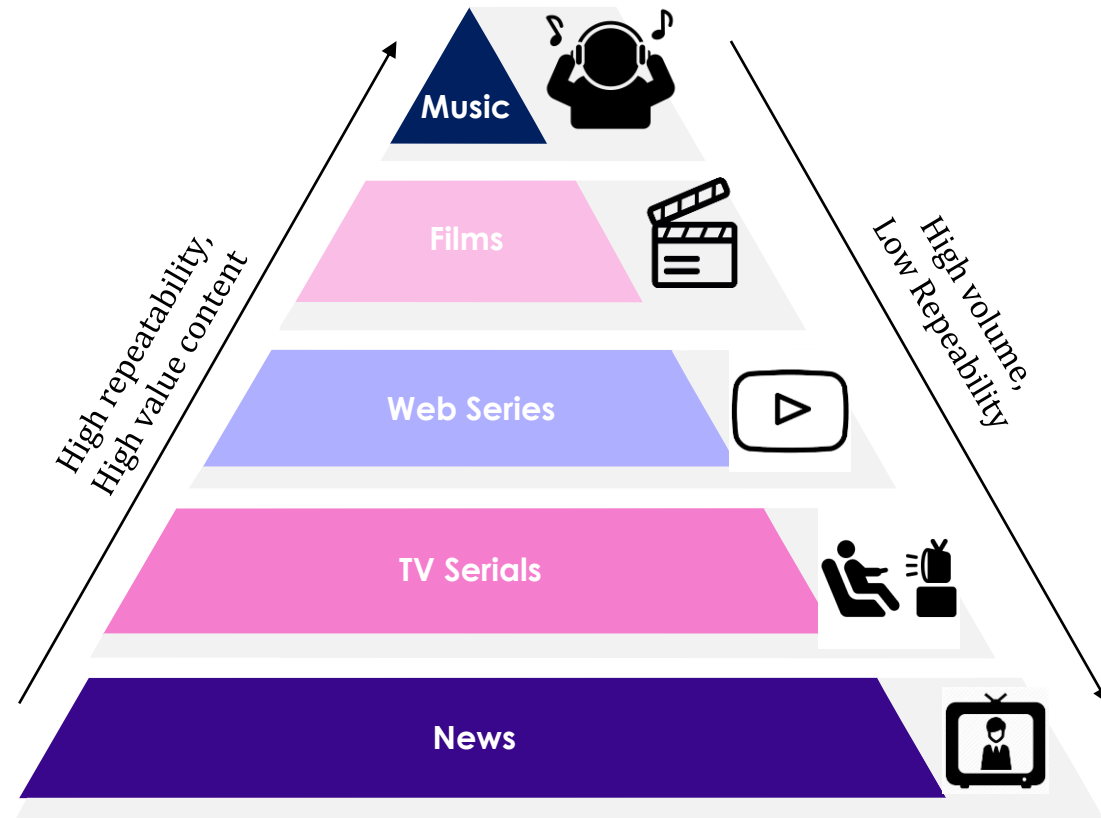 Music
Films
High repeatability,
High value content
High volume,
Low Repeability
Web Series
TV Serials
News